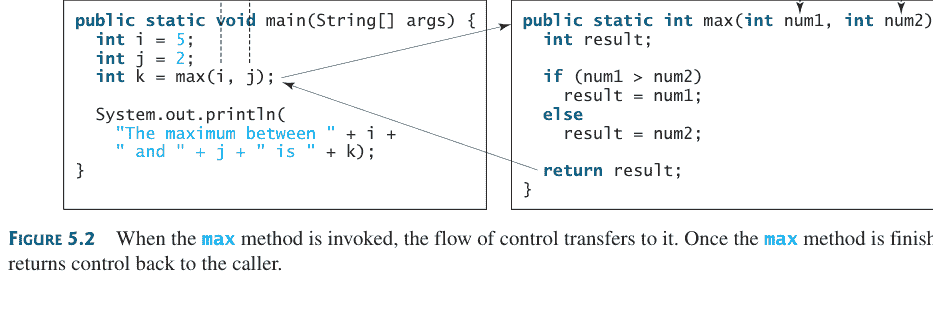 public static void main(String[] args) {
int i = 5;
int j = 2;
int k = max(i, j);
System.out.println(
"The maximum between " + i +
" and " + j + " is " + k);
}
public static int max(int num1, int num2)
int result;
if (num1 > num2)
result = num1;
else
result = num2;
return result;
}
FIGURE 5.2 When the max method is invoked, the flow of control transfers to it. Once the max method is finish
returns control back to the caller.